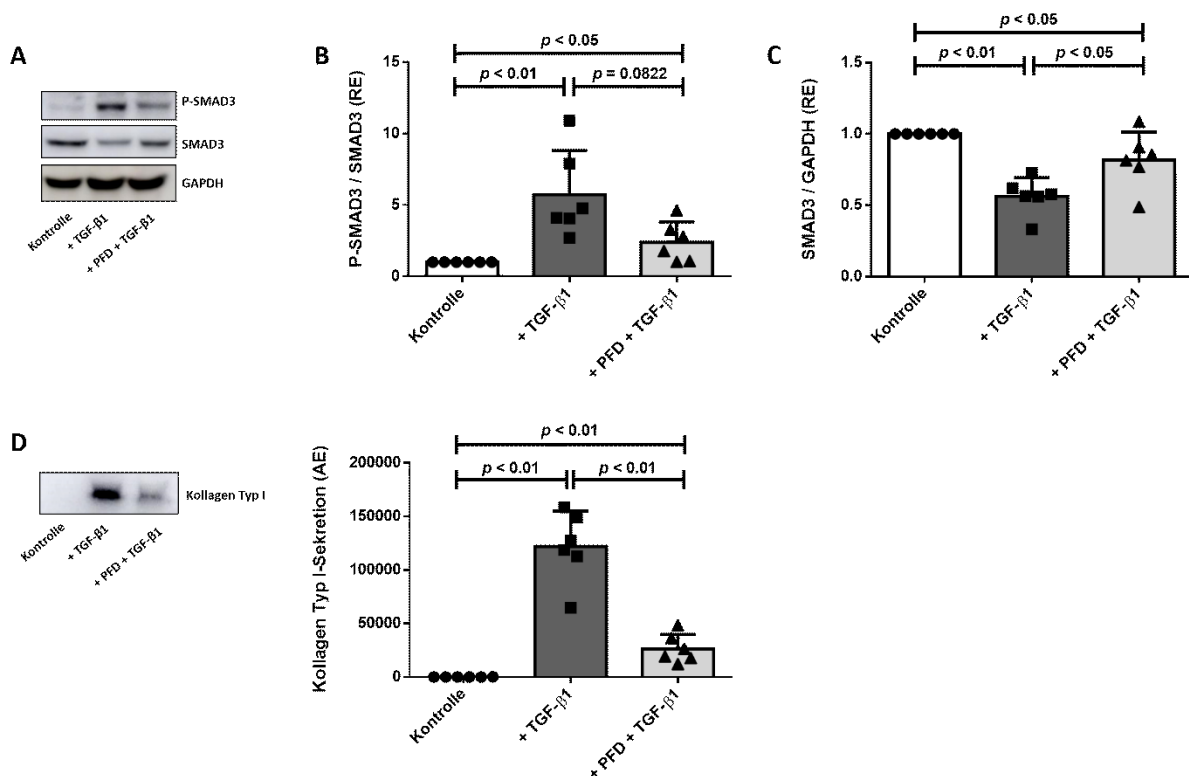 A
P-SMAD3
SMAD3
GAPDH
Kontrolle
+ TGF-β1
+ PFD + TGF-β1
B
p < 0.05
p < 0.01
p = 0.0822
P-SMAD3 / SMAD3 (RE)
15
10
5
0
Kontrolle
+ TGF-β1
+ PFD + TGF-β1
C
p < 0.05
p < 0.01
p < 0.05
SMAD3 / GAPDH (RE)
1.5
1.0
0.5
0.0
Kontrolle
+ TGF-β1
+ PFD + TGF-β1
D
Kollagen Typ I
Kontrolle
+ TGF-β1
+ PFD + TGF-β1
p < 0.01
p < 0.01
p < 0.01
Kollagen Typ I-Sekretion (AE)
200000
150000
100000
50000
0
Kontrolle
+ TGF-β1
+ PFD + TGF-β1